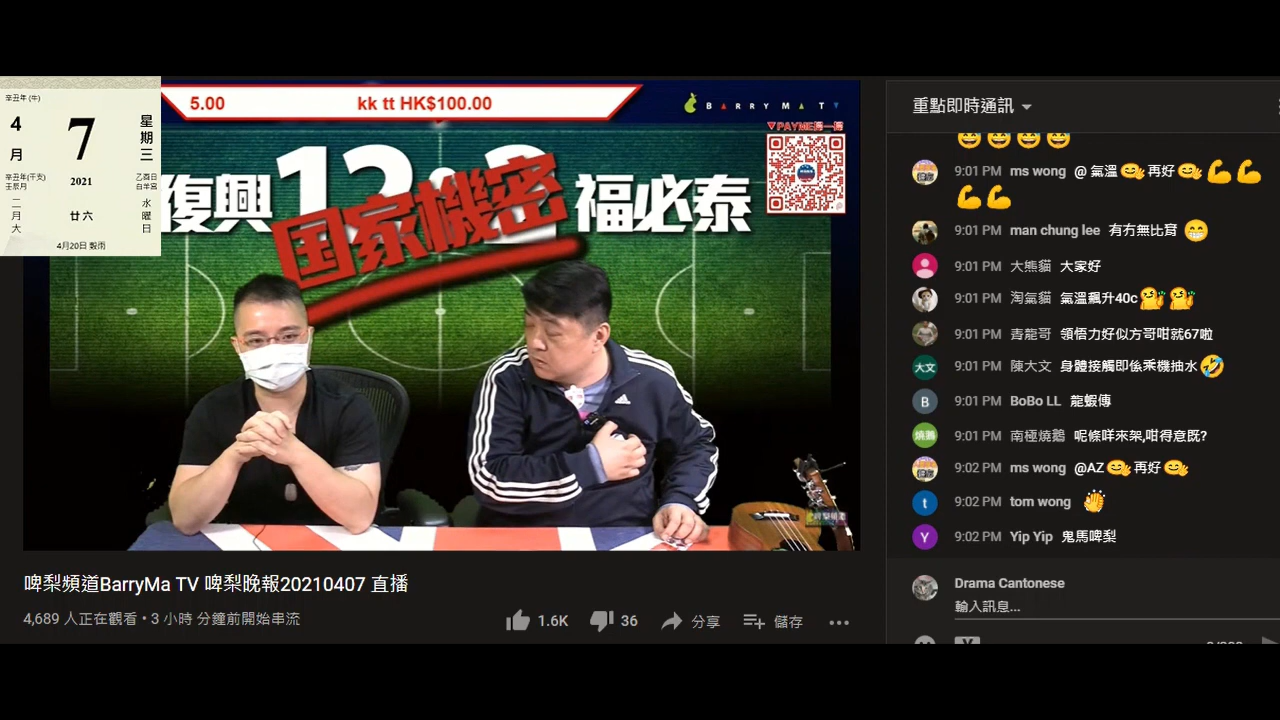 辛丑年 (牛)
4
月
7
星期三
辛丑年(干支)
壬辰月
2021
乙酉日
白羊宮
二月大
廿六
水曜日
4月20日 穀雨
5.00
kk tt HK$100.00
BARRYMATV
▼PAYME掃一掃
復興12·2福必泰
国家機密
啤梨頻道
啤梨頻道BarryMa TV 啤梨晚報20210407 直播
4,689 人正在觀看 • 3 小時 分鐘前開始串流
1.6K
36
分享
儲存
重點即時通訊
😄😄😄😄
9:01 PM ms wong @ 氣溫🤗再好🤗💪💪
💪💪
9:01 PM man chung lee 有冇無比膏 😁
9:01 PM 大熊貓 大家好
9:01 PM 淘氣貓 氣溫飆升40c
9:01 PM 青龍哥 領悟力好似方哥咁就67啦
大文
9:01 PM 陳大文 身體接觸即係乘機抽水🤣
B
9:01 PM BoBo LL 龍蝦傳
燒鵝
9:01 PM 南極燒鵝 呢條咩來架,咁得意既?
9:02 PM ms wong @AZ🤗再好🤗
t
9:02 PM tom wong 👏
Y
9:02 PM Yip Yip 鬼馬啤梨
Drama Cantonese
輸入訊息...